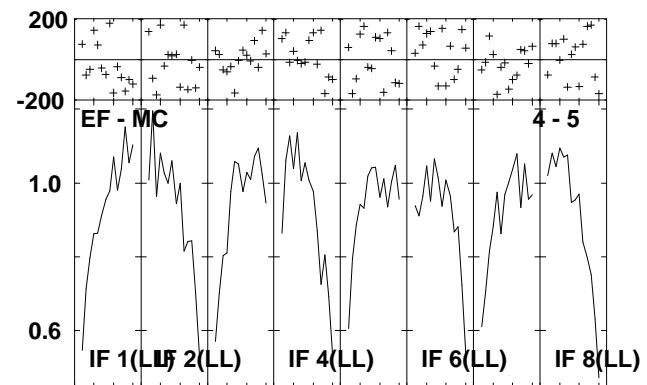 200
-200
EF - MC 4 - 5
1.0
0.6
IF 1(LL) IF 2(LL) IF 4(LL) IF 6(LL) IF 8(LL)